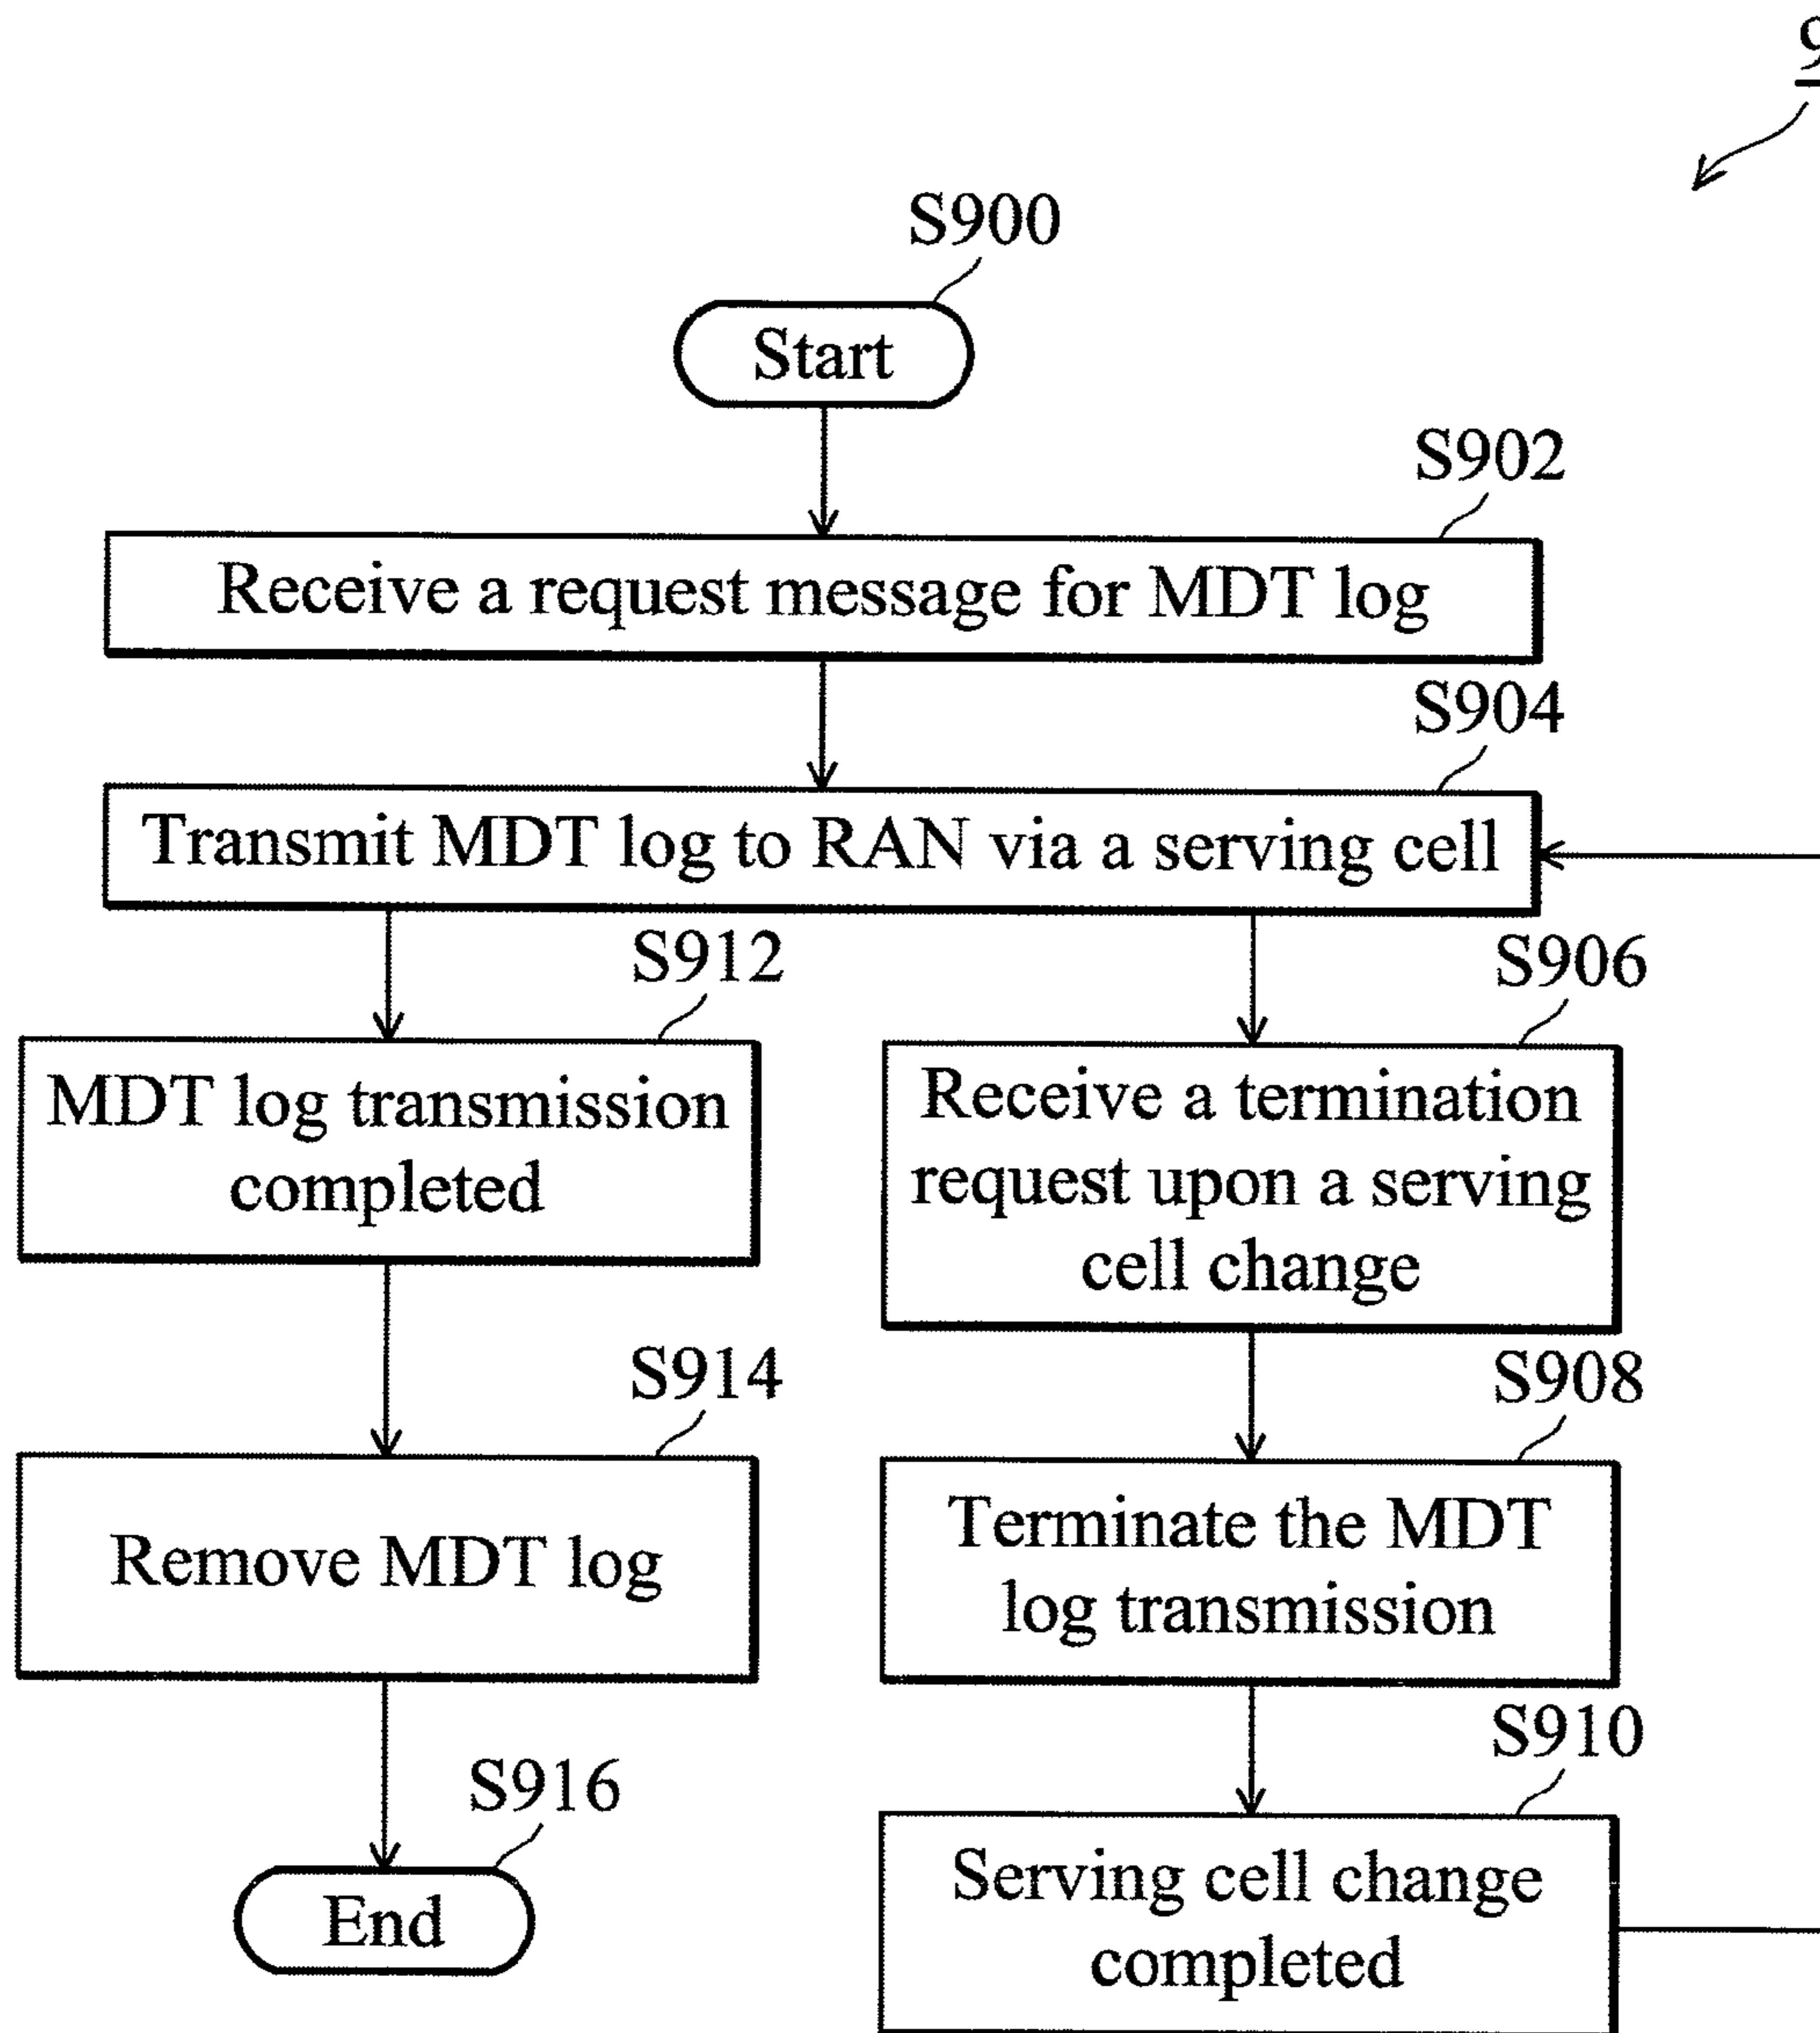 9
S900
Start
S902
Receive a request message for MDT log
S904
Transmit MDT log to RAN via a serving cell
S912
MDT log transmission
completed
S914
Remove MDT log
S916
End
S906
Receive a termination
request upon a serving
cell change
S908
Terminate the MDT
log transmission
S910
Serving cell change
completed